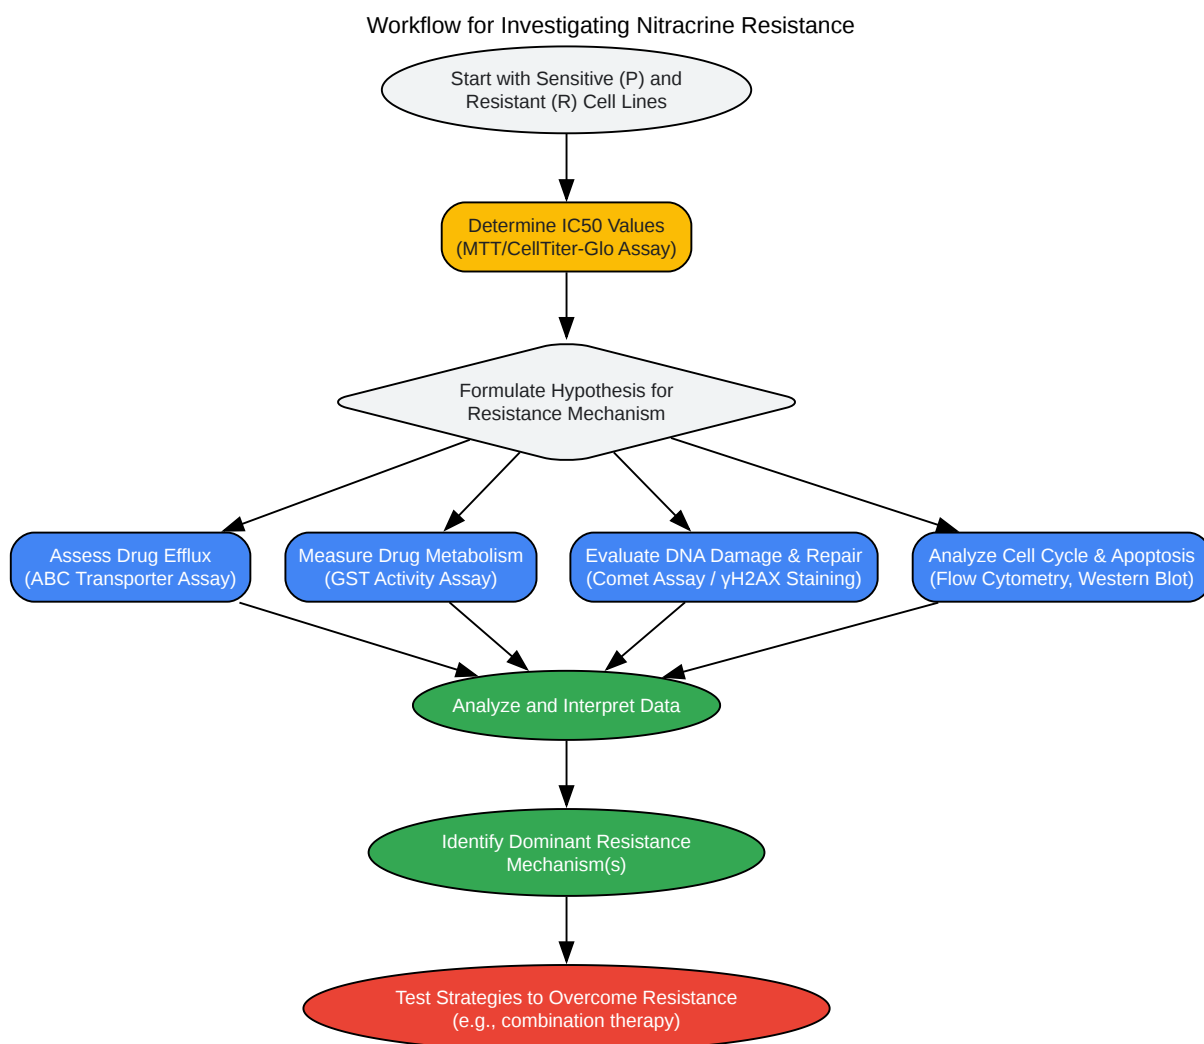 Workflow for Investigating Nitracrine Resistance
Start with Sensitive (P) and
Resistant (R) Cell Lines
Determine IC50 Values
(MTT/CellTiter-Glo Assay)
Formulate Hypothesis for
Resistance Mechanism
Assess Drug Efflux
(ABC Transporter Assay)
Measure Drug Metabolism
(GST Activity Assay)
Evaluate DNA Damage & Repair
(Comet Assay / γH2AX Staining)
Analyze Cell Cycle & Apoptosis
(Flow Cytometry, Western Blot)
Analyze and Interpret Data
Identify Dominant Resistance
Mechanism(s)
Test Strategies to Overcome Resistance
(e.g., combination therapy)